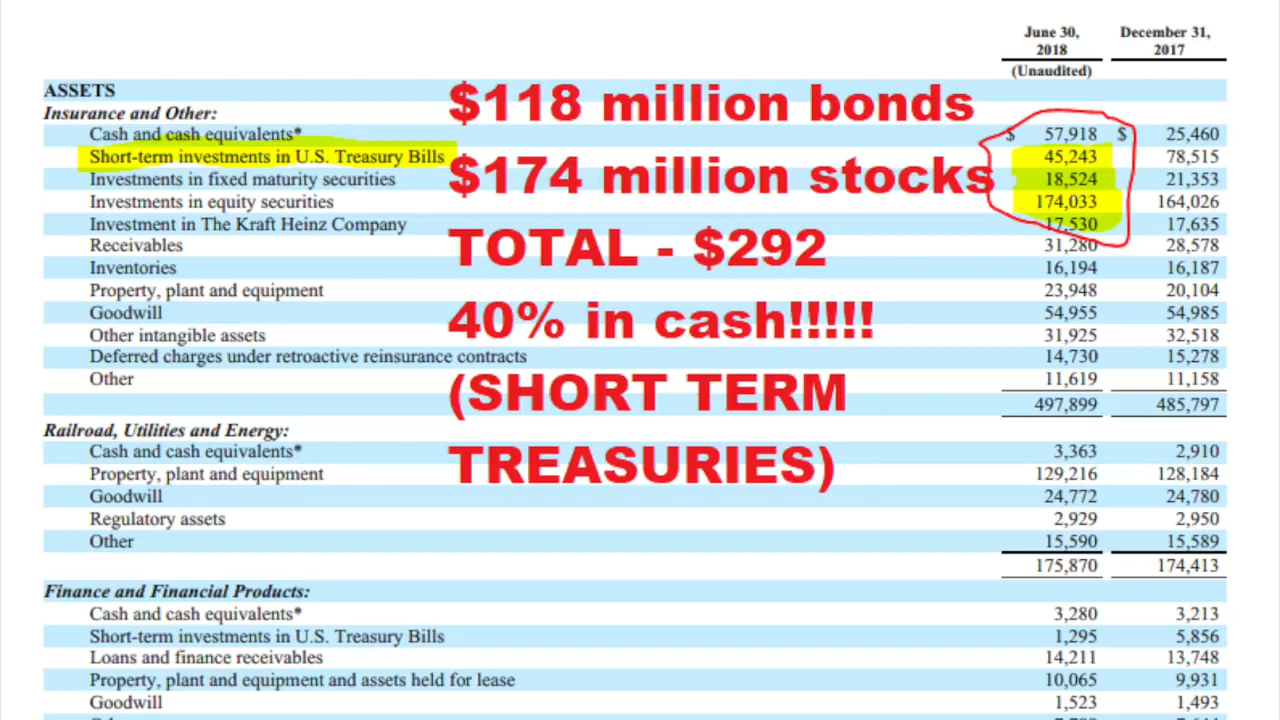 June 30, December 31,
2018 2017
(Unaudited)
ASSETS
Insurance and Other:
Cash and cash equivalents* $ 57,918 $ 25,460
Short-term investments in U.S. Treasury Bills 45,243 78,515
Investments in fixed maturity securities 18,524 21,353
Investments in equity securities 174,033 164,026
Investment in The Kraft Heinz Company 17,530 17,635
Receivables 31,280 28,578
Inventories 16,194 16,187
Property, plant and equipment 23,948 20,104
Goodwill 54,955 54,985
Other intangible assets 31,925 32,518
Deferred charges under retroactive reinsurance contracts 14,730 15,278
Other 11,619 11,158
497,899 485,797
Railroad, Utilities and Energy:
Cash and cash equivalents* 3,363 2,910
Property, plant and equipment 129,216 128,184
Goodwill 24,772 24,780
Regulatory assets 2,929 2,950
Other 15,590 15,589
175,870 174,413
Finance and Financial Products:
Cash and cash equivalents* 3,280 3,213
Short-term investments in U.S. Treasury Bills 1,295 5,856
Loans and finance receivables 14,211 13,748
Property, plant and equipment and assets held for lease 10,065 9,931
Goodwill 1,523 1,493
$118 million bonds
$174 million stocks
TOTAL - $292
40% in cash!!!!!
(SHORT TERM
TREASURIES)